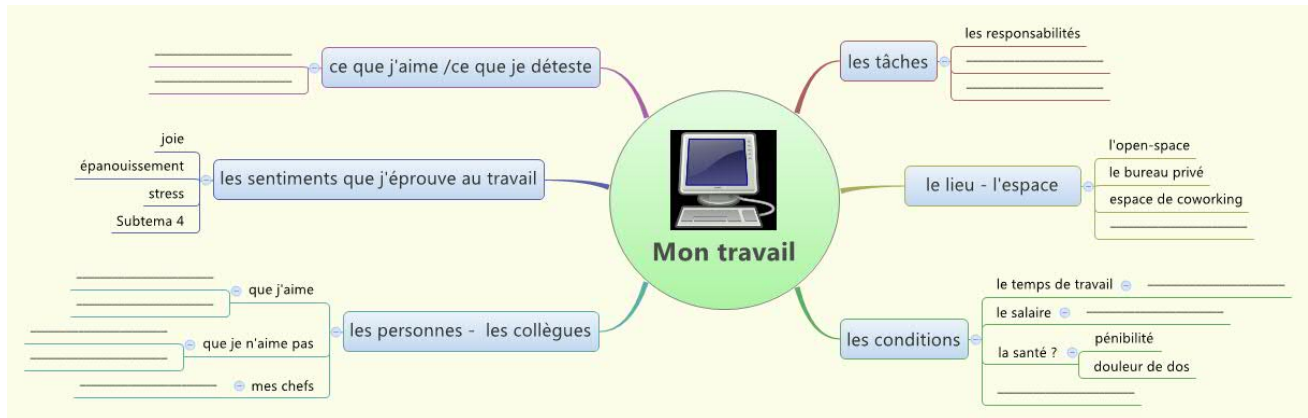 ce que j'aime /ce que je déteste
les sentiments que j'éprouve au travail
joie
épanouissement
stress
Subtema 4
les personnes -  les collègues
que j'aime
que je n'aime pas
mes chefs
Mon travail
les tâches
les responsabilités
le lieu - l'espace
l'open-space
le bureau privé
espace de coworking
les conditions
le temps de travail
le salaire
la santé ?
pénibilité
douleur de dos